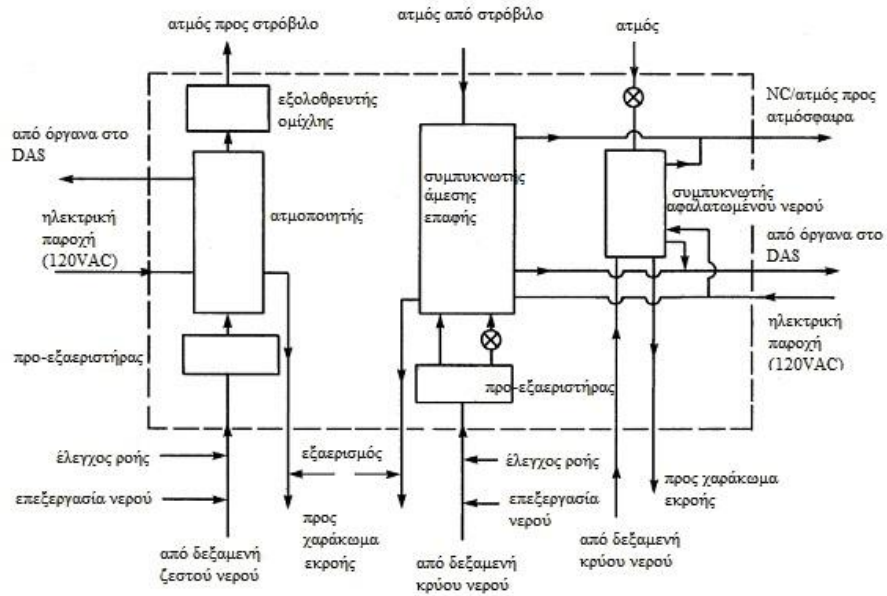 ατμός προς στρόβιλο
ατμός από στρόβιλο
ατμός
εξολοθρευτής
ομίχλης
NC/ατμός προς
ατμόσφαιρα
από όργανα στο
DAS
συμπυκνωτής
άμεσης
επαφής
συμπυκνωτής
αφαλατωμένου νερού
ατμοποιητής
ηλεκτρική
παροχή
(120VAC)
από όργανα στο
DAS
ηλεκτρική
παροχή
(120VAC)
προ-εξαεριστήρας
προ-εξαεριστήρας
έλεγχος ροής
εξαερισμός
έλεγχος ροής
προς χαράκωμα
εκροής
επεξεργασία νερού
επεξεργασία
νερού
προς
χαράκωμα
εκροής
από δεξαμενή
ζεστού νερού
από δεξαμενή
κρύου νερού
από δεξαμενή
κρύου νερού